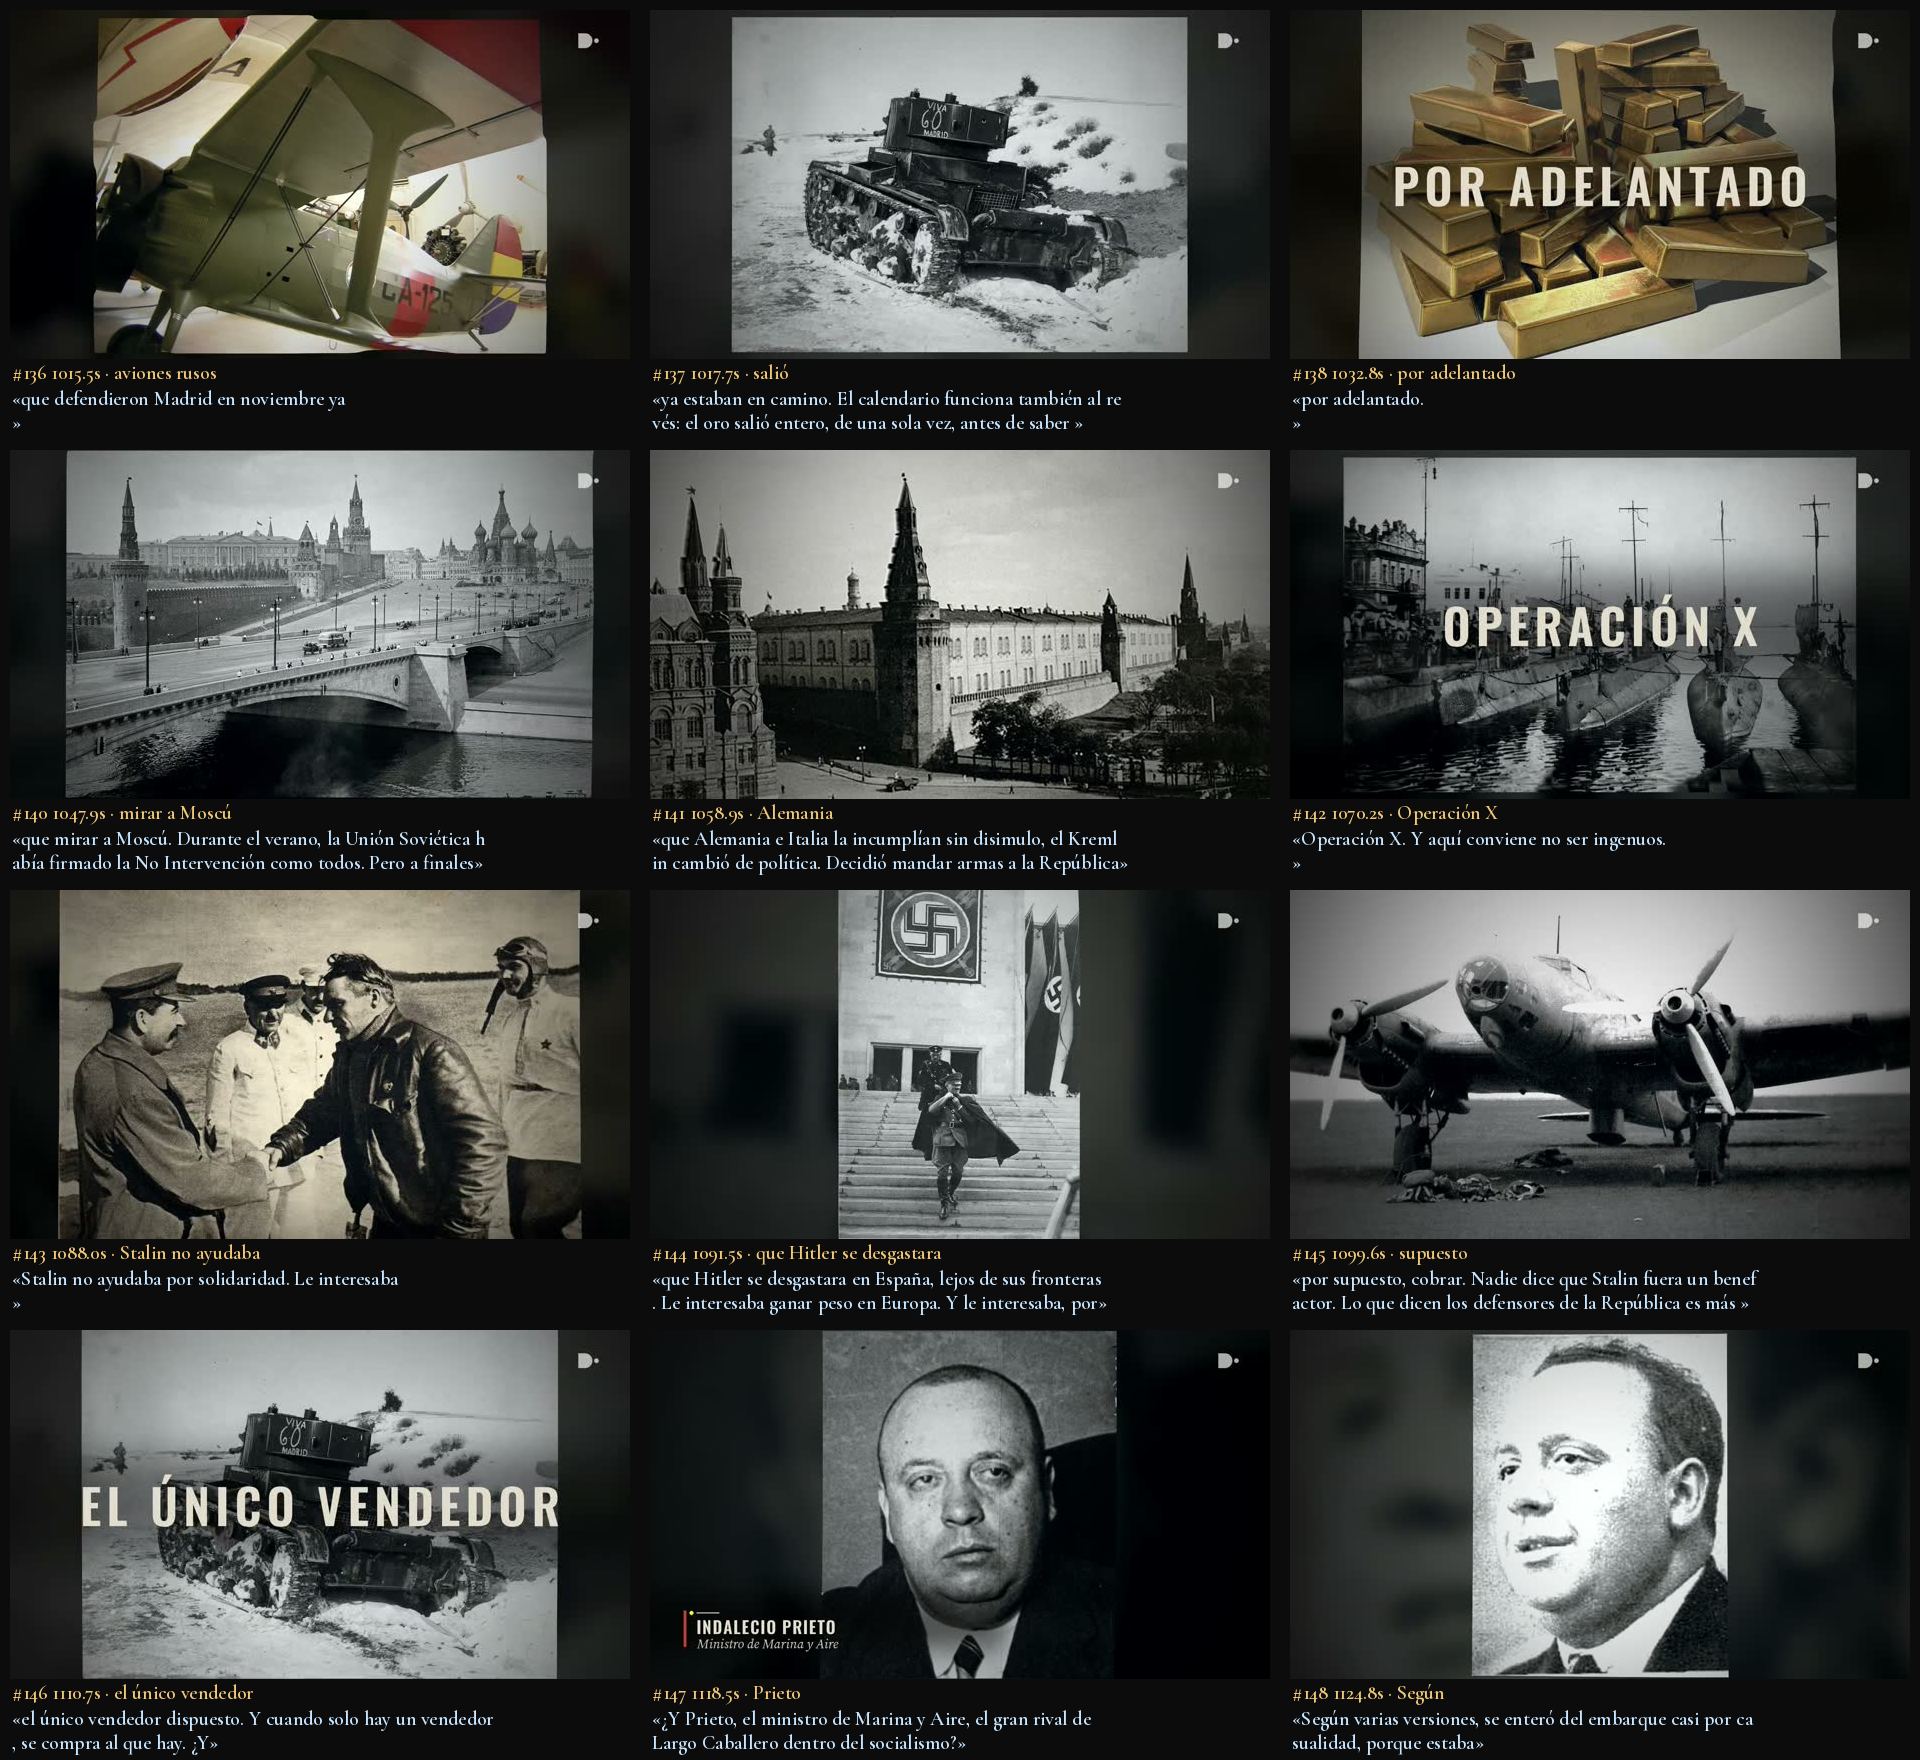 A
CA-125
#136 1015.5s · aviones rusos
«que defendieron Madrid en noviembre ya
»
VIVA
60
MADRID
#137 1017.7s · salió
«ya estaban en camino. El calendario funciona también al re
vés: el oro salió entero, de una sola vez, antes de saber »
POR ADELANTADO
#138 1032.8s · por adelantado
«por adelantado.
»
#140 1047.9s · mirar a Moscú
«que mirar a Moscú. Durante el verano, la Unión Soviética h
abía firmado la No Intervención como todos. Pero a finales»
#141 1058.9s · Alemania
«que Alemania e Italia la incumplían sin disimulo, el Kreml
in cambió de política. Decidió mandar armas a la República»
OPERACIÓN X
#142 1070.2s · Operación X
«Operación X. Y aquí conviene no ser ingenuos.
»
#143 1088.0s · Stalin no ayudaba
«Stalin no ayudaba por solidaridad. Le interesaba
»
#144 1091.5s · que Hitler se desgastara
«que Hitler se desgastara en España, lejos de sus fronteras
. Le interesaba ganar peso en Europa. Y le interesaba, por»
#145 1099.6s · supuesto
«por supuesto, cobrar. Nadie dice que Stalin fuera un benef
actor. Lo que dicen los defensores de la República es más »
VIVA
60
MADRID
EL ÚNICO VENDEDOR
#146 1110.7s · el único vendedor
«el único vendedor dispuesto. Y cuando solo hay un vendedor
, se compra al que hay. ¿Y»
INDALECIO PRIETO
Ministro de Marina y Aire
#147 1118.5s · Prieto
«¿Y Prieto, el ministro de Marina y Aire, el gran rival de
Largo Caballero dentro del socialismo?»
#148 1124.8s · Según
«Según varias versiones, se enteró del embarque casi por ca
sualidad, porque estaba»